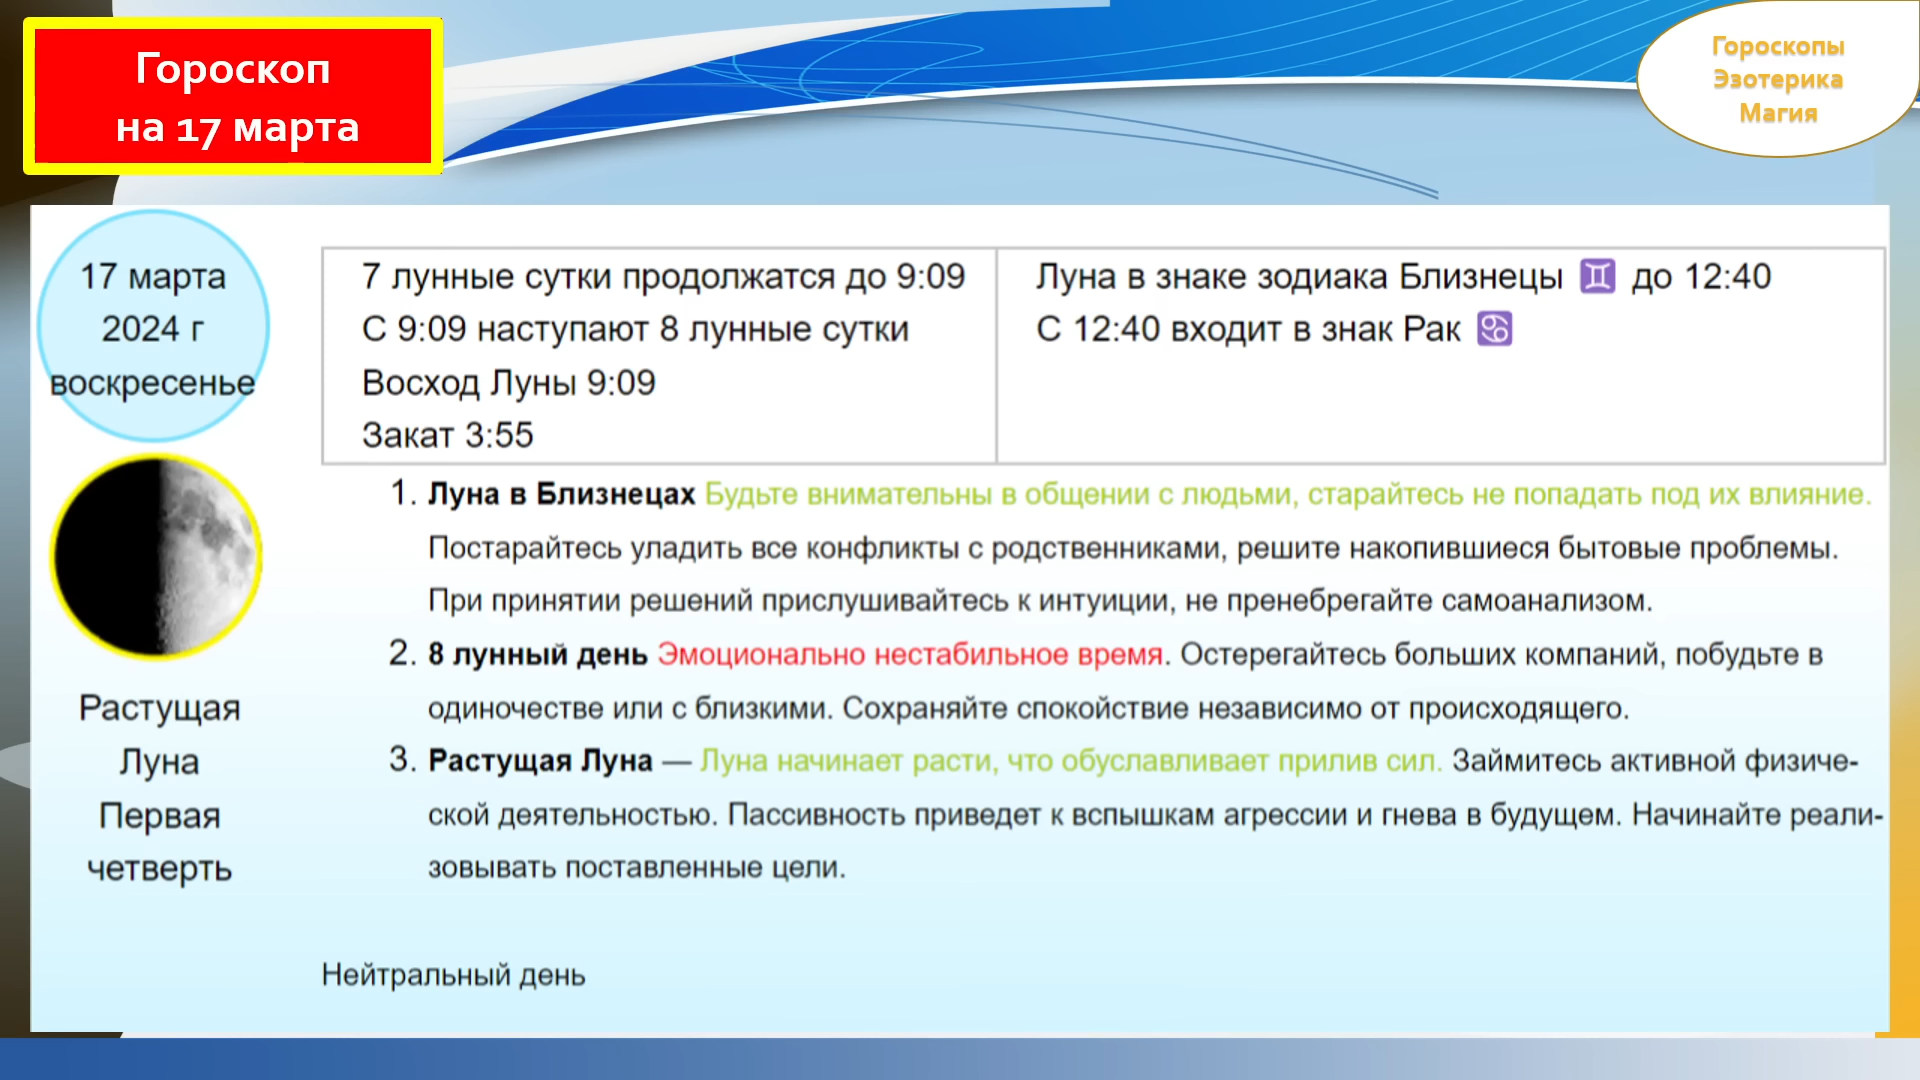 Гороскоп
на 17 марта
Гороскопы
Эзотерика
Магия
17 марта
2024 г
воскресенье
7 лунные сутки продолжатся до 9:09
С 9:09 наступают 8 лунные сутки
Восход Луны 9:09
Закат 3:55
Луна в знаке зодиака Близнецы ♊ до 12:40
С 12:40 входит в знак Рак ♋
1. Луна в Близнецах Будьте внимательны в общении с людьми, старайтесь не попадать под их влияние.
Постарайтесь уладить все конфликты с родственниками, решите накопившиеся бытовые проблемы.
При принятии решений прислушивайтесь к интуиции, не пренебрегайте самоанализом.
2. 8 лунный день Эмоционально нестабильное время. Остерегайтесь больших компаний, побудьте в
одиночестве или с близкими. Сохраняйте спокойствие независимо от происходящего.
3. Растущая Луна — Луна начинает расти, что обуславливает прилив сил. Займитесь активной физиче-
ской деятельностью. Пассивность приведет к вспышкам агрессии и гнева в будущем. Начинайте реали-
зовывать поставленные цели.
Растущая
Луна
Первая
четверть
Нейтральный день